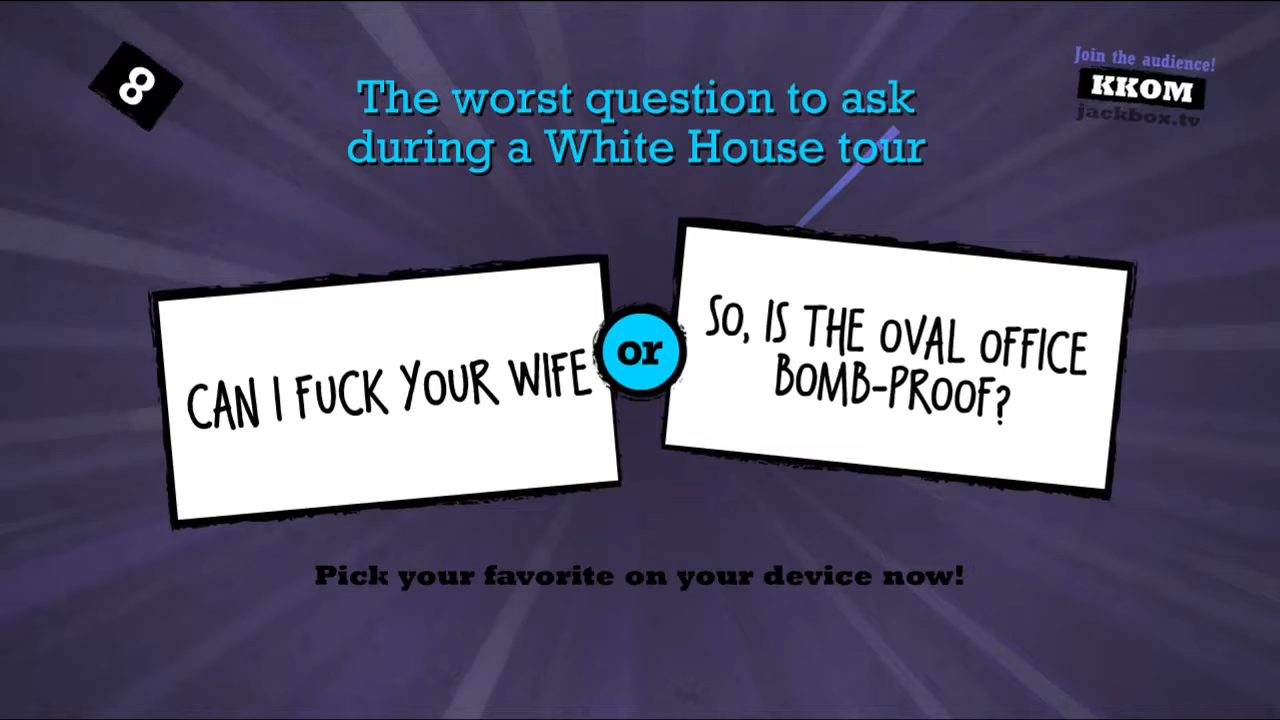 8
Join the audience!
KKOM
jackbox.tv
The worst question to ask
during a White House tour
CAN I FUCK YOUR WIFE
or
SO, IS THE OVAL OFFICE
BOMB-PROOF?
Pick your favorite on your device now!